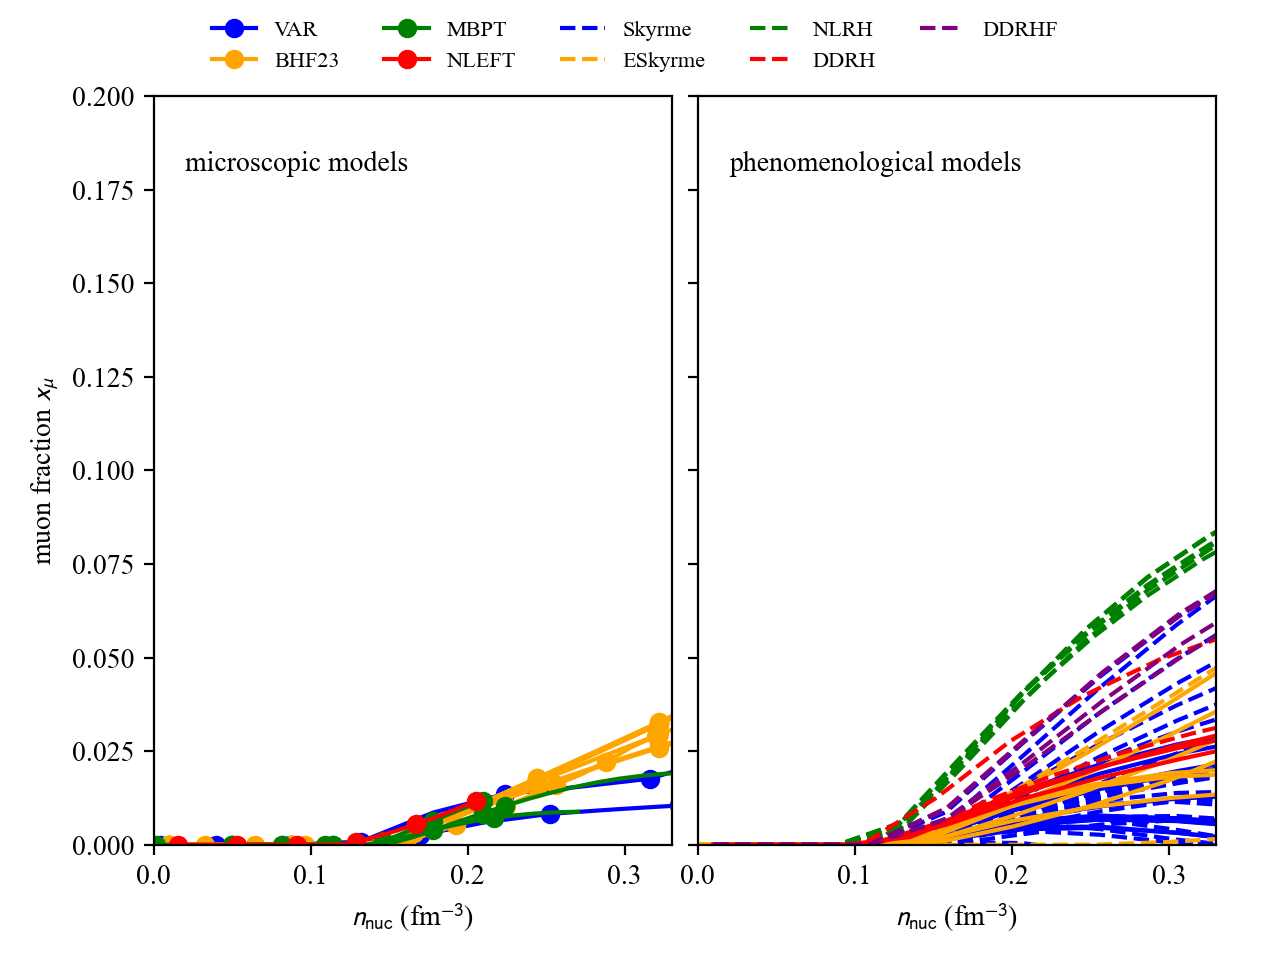 VAR MBPT Skyrme NLRH DDRHF
BHF23 NLEFT ESkyrme DDRH
microscopic models
phenomenological models
muon fraction xμ
0.200
0.175
0.150
0.125
0.100
0.075
0.050
0.025
0.000
0.0 0.1 0.2 0.3
0.0 0.1 0.2 0.3
nnuc (fm−3)
nnuc (fm−3)